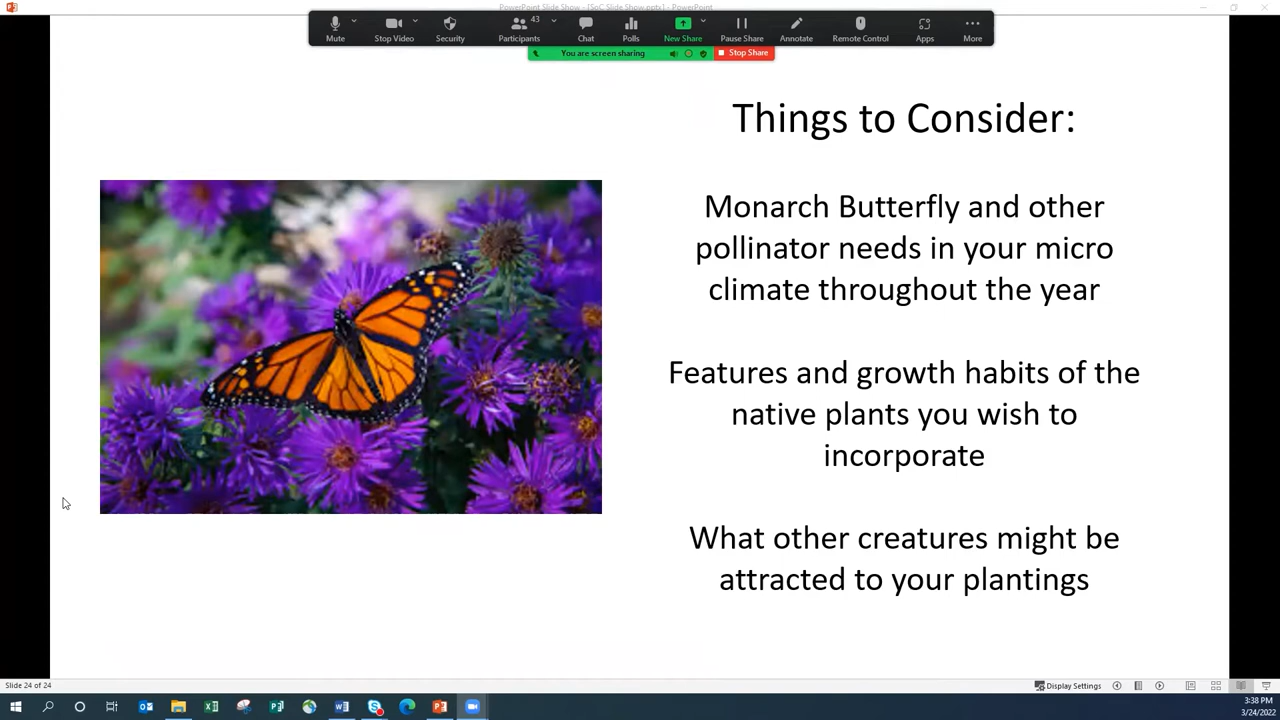 PowerPoint Slide Show - [SoC Slide Show.pptx] - PowerPoint
Mute
Stop Video
Security
43
Participants
Chat
Polls
New Share
Pause Share
Annotate
Remote Control
Apps
More
You are screen sharing
Stop Share
Things to Consider:
Monarch Butterfly and other
pollinator needs in your micro
climate throughout the year
Features and growth habits of the
native plants you wish to
incorporate
What other creatures might be
attracted to your plantings
Slide 24 of 24
Display Settings
3:38 PM
3/24/2022